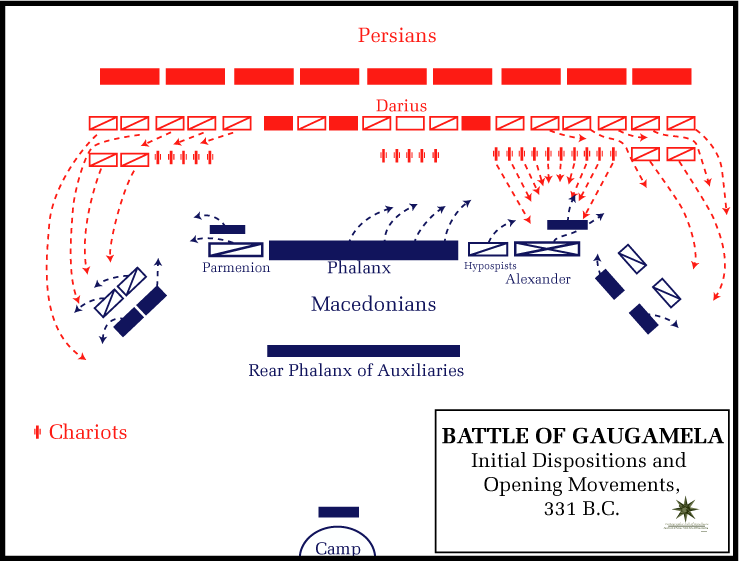 Persians
Darius
Parmenion
Phalanx
Hypospists
Alexander
Macedonians
Rear Phalanx of Auxiliaries
Chariots
BATTLE OF GAUGAMELA
Initial Dispositions and
Opening Movements,
331 B.C.
Camp